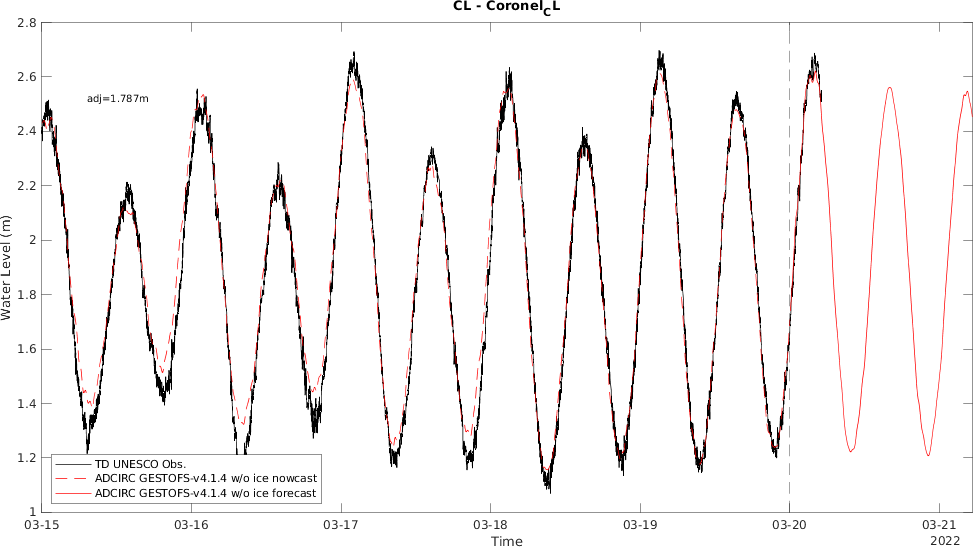 CL - Coronel_CL
2.8
2.6
2.4
2.2
2
1.8
1.6
1.4
1.2
1
Water Level (m)
adj=1.787m
TD UNESCO Obs.
ADCIRC GESTOFS-v4.1.4 w/o ice nowcast
ADCIRC GESTOFS-v4.1.4 w/o ice forecast
03-15 03-16 03-17 03-18 03-19 03-20 03-21
Time 2022